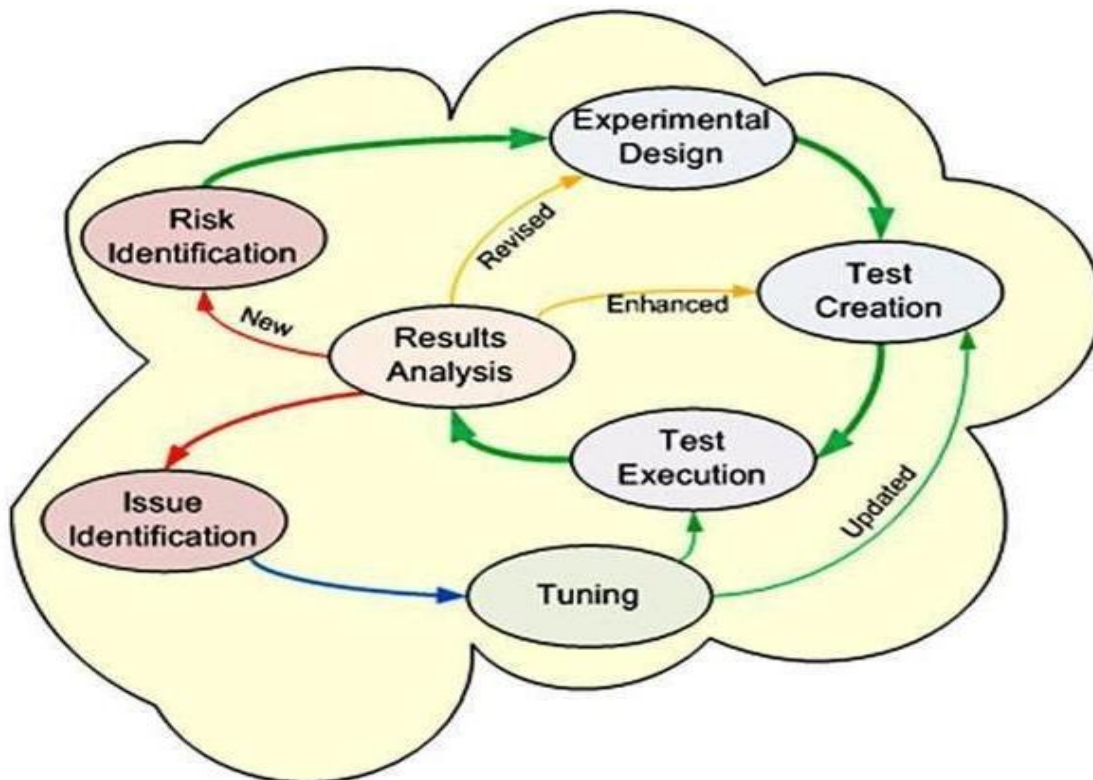 Experimental
Design
Risk
Identification
Revised
Test
Creation
New
Enhanced
Results
Analysis
Test
Execution
Updated
Issue
Identification
Tuning